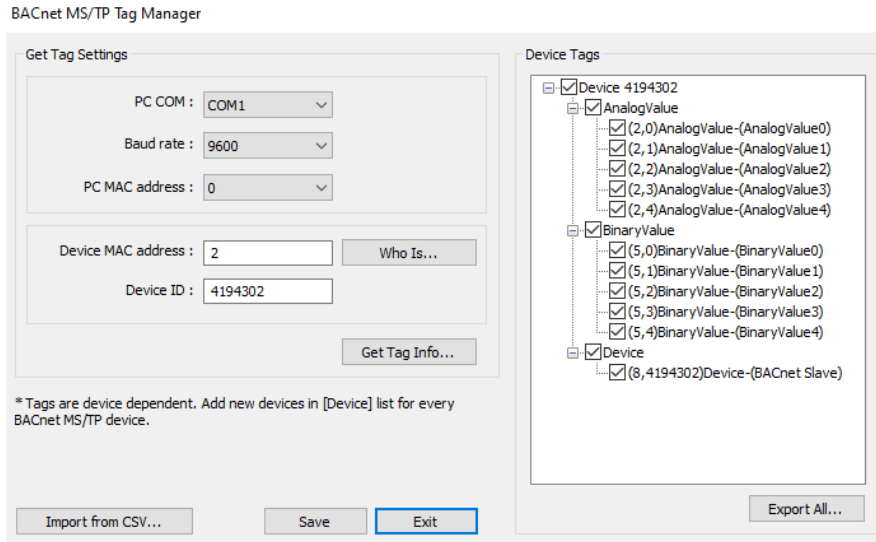 BACnet MS/TP Tag Manager
Get Tag Settings
PC COM : COM1
Baud rate : 9600
PC MAC address : 0
Device MAC address : 2 Who Is...
Device ID : 4194302
Get Tag Info...
* Tags are device dependent. Add new devices in [Device] list for every
BACnet MS/TP device.
Import from CSV... Save Exit
Device Tags
Device 4194302
AnalogValue
(2,0)AnalogValue-(AnalogValue0)
(2,1)AnalogValue-(AnalogValue1)
(2,2)AnalogValue-(AnalogValue2)
(2,3)AnalogValue-(AnalogValue3)
(2,4)AnalogValue-(AnalogValue4)
BinaryValue
(5,0)BinaryValue-(BinaryValue0)
(5,1)BinaryValue-(BinaryValue1)
(5,2)BinaryValue-(BinaryValue2)
(5,3)BinaryValue-(BinaryValue3)
(5,4)BinaryValue-(BinaryValue4)
Device
(8,4194302)Device-(BACnet Slave)
Export All...